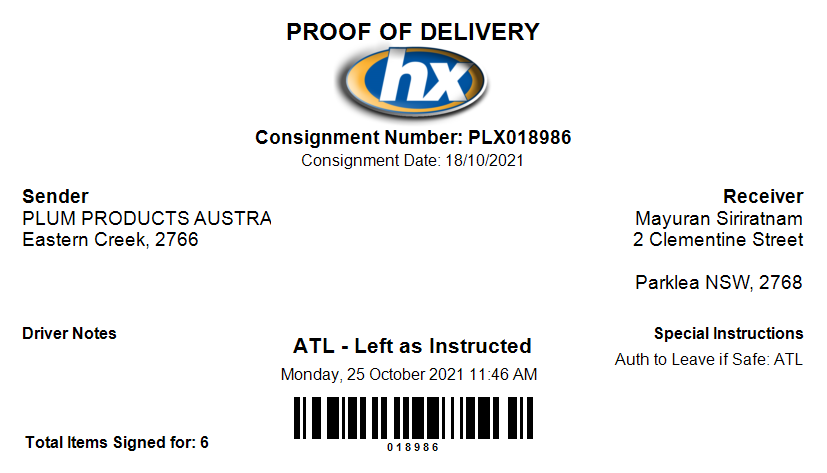 PROOF OF DELIVERY
hx
Consignment Number: PLX018986
Consignment Date: 18/10/2021
Sender
PLUM PRODUCTS AUSTRA
Eastern Creek, 2766
Receiver
Mayuran Siriratnam
2 Clementine Street
Parklea NSW, 2768
Driver Notes
ATL - Left as Instructed
Monday, 25 October 2021 11:46 AM
Special Instructions
Auth to Leave if Safe: ATL
018986
Total Items Signed for: 6